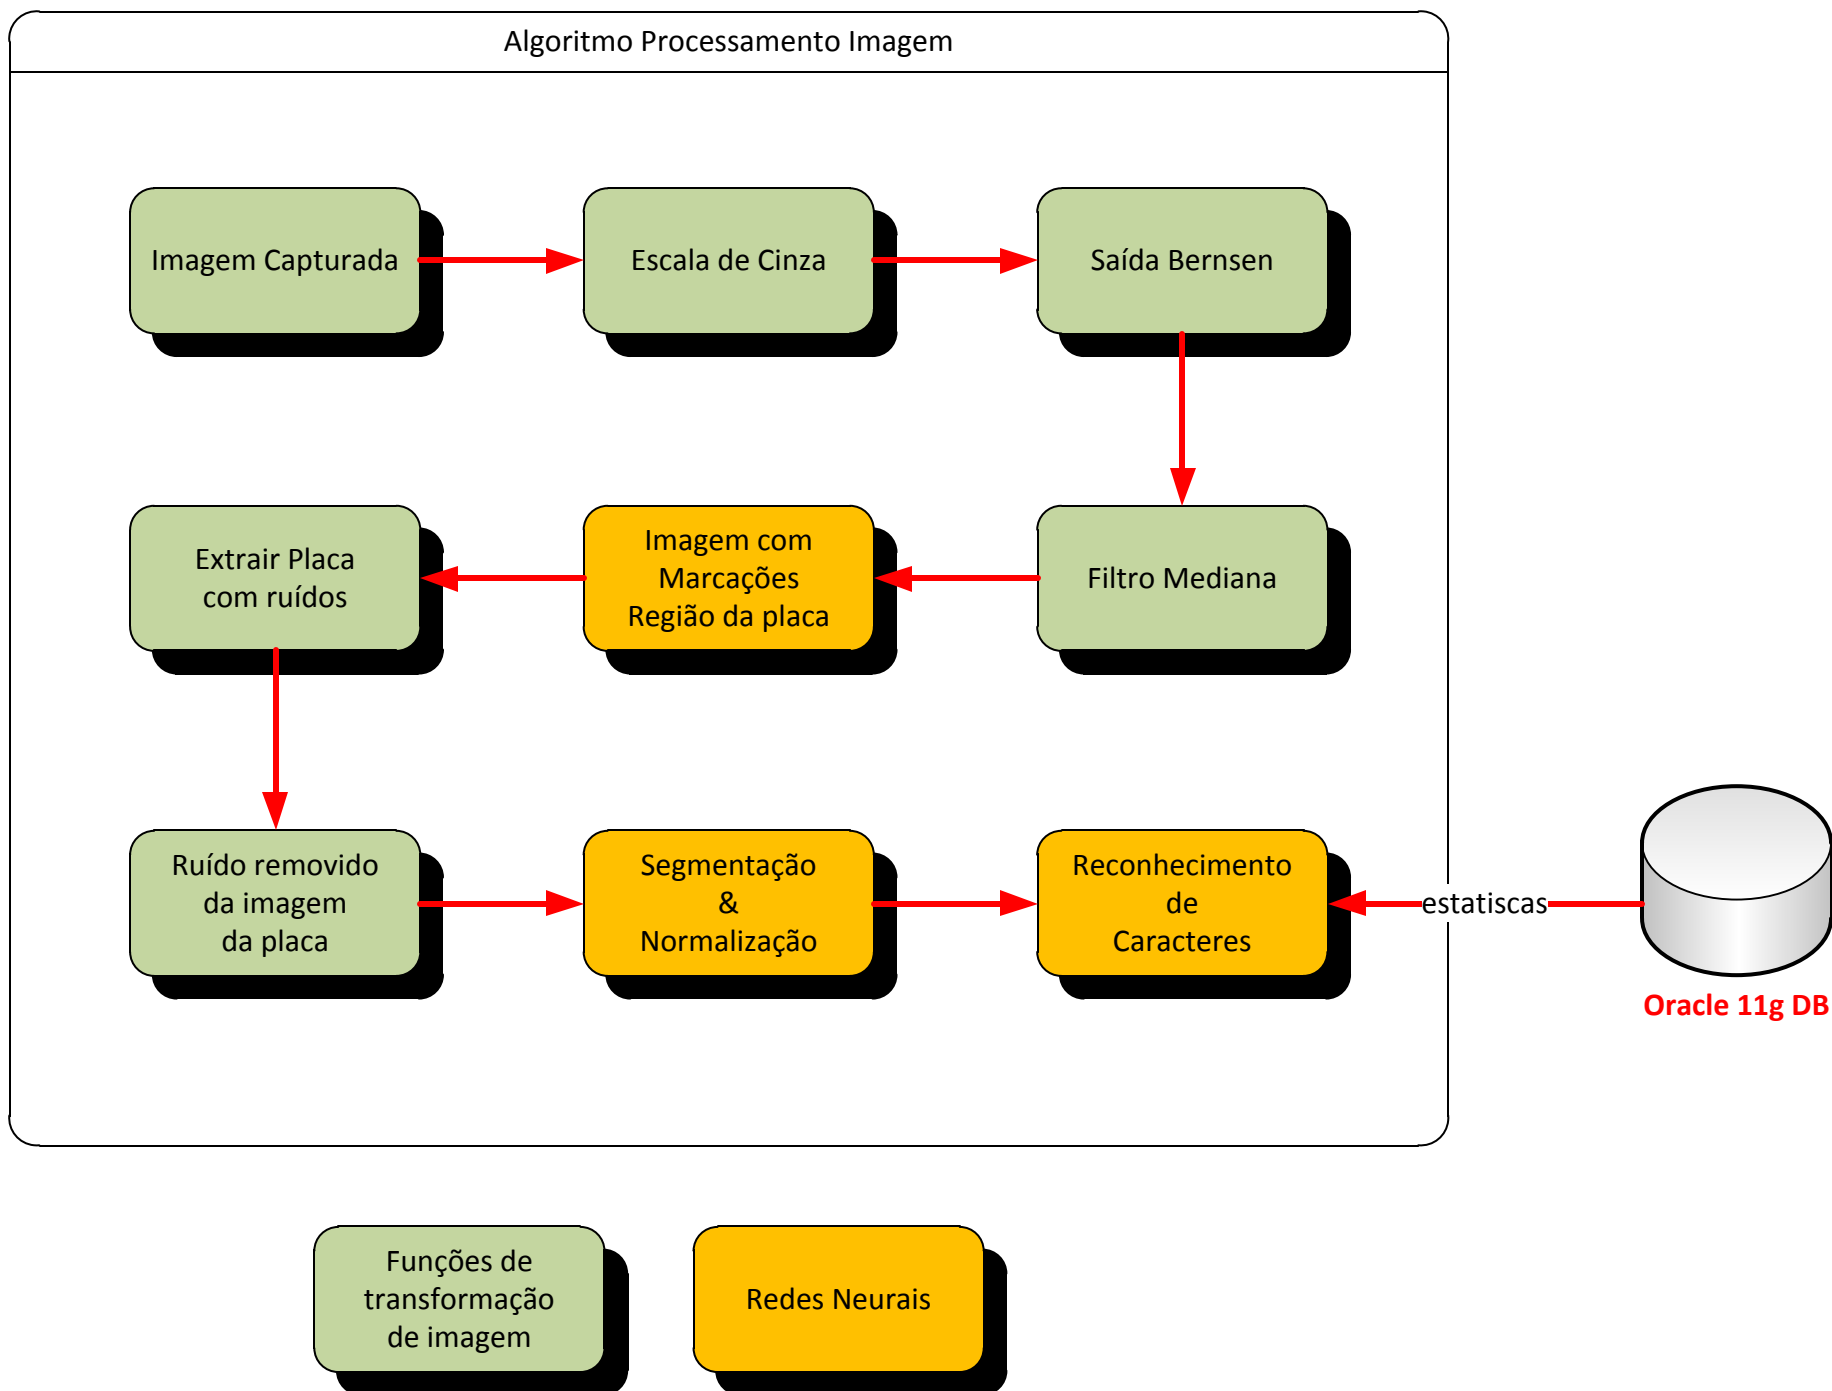 Algoritmo Processamento Imagem
Imagem Capturada
Escala de Cinza
Saída Bernsen
Extrair Placa
com ruídos
Imagem com
Marcações
Região da placa
Filtro Mediana
Ruído removido
da imagem
da placa
Segmentação
&
Normalização
Reconhecimento
de
Caracteres
estatiscas
Oracle 11g DB
Funções de
transformação
de imagem
Redes Neurais